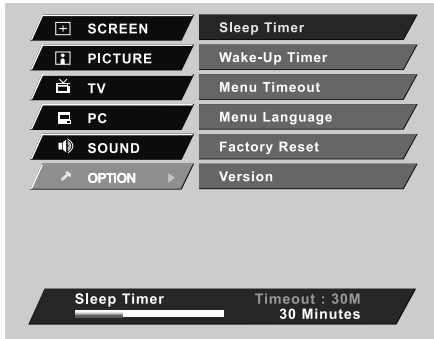 SCREEN
PICTURE
TV
PC
SOUND
OPTION
Sleep Timer
Wake-Up Timer
Menu Timeout
Menu Language
Factory Reset
Version
Sleep Timer
Timeout : 30M
30 Minutes